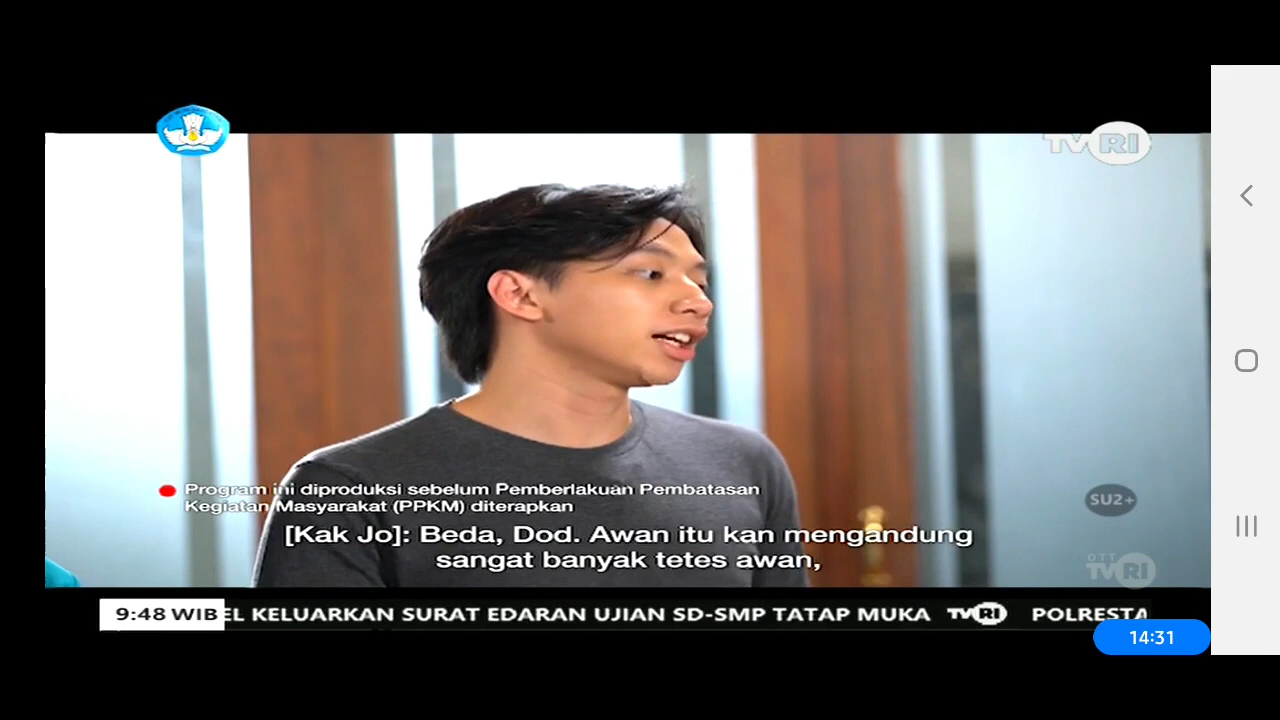 TVRI
Program ini diproduksi sebelum Pemberlakuan Pembatasan
Kegiatan Masyarakat (PPKM) diterapkan
SU2+
[Kak Jo]: Beda, Dod. Awan itu kan mengandung
sangat banyak tetes awan,
OTT
TVRI
9:48 WIB EL KELUARKAN SURAT EDARAN UJIAN SD-SMP TATAP MUKA TVRI POLRESTA
14:31